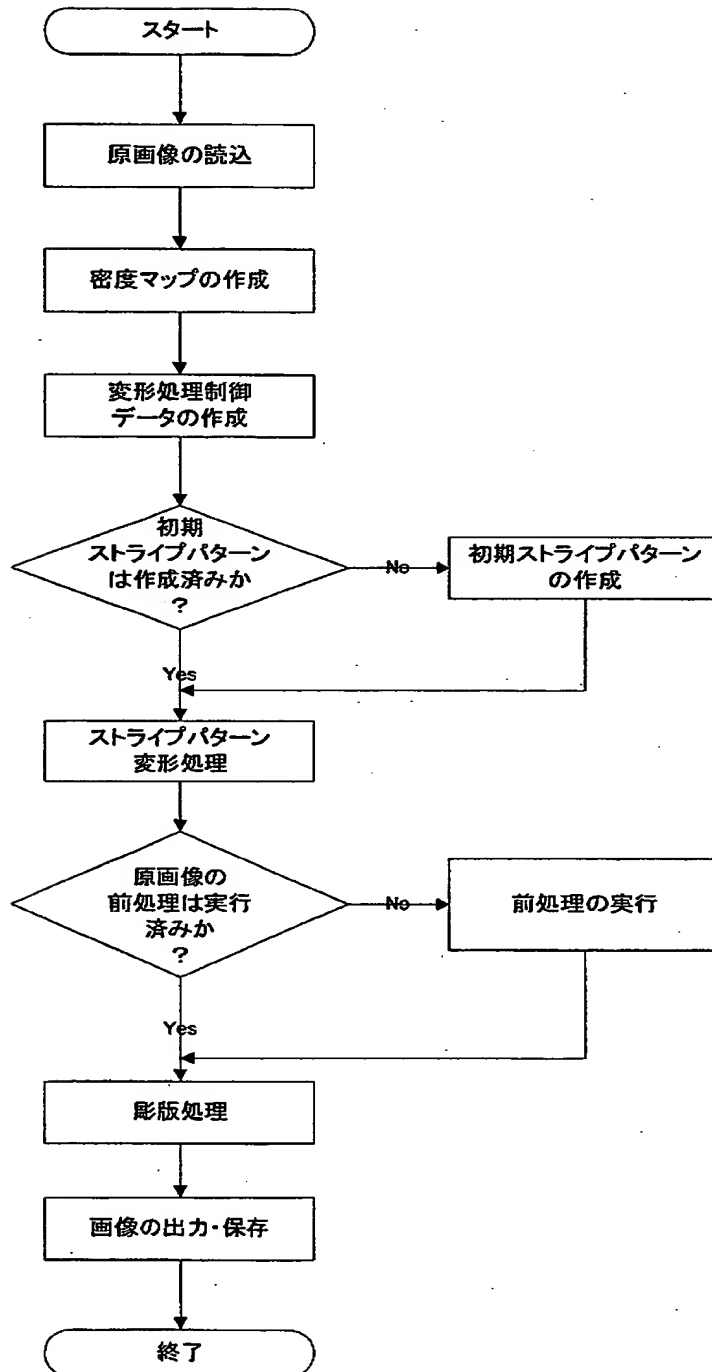 スタート
原画像の読込
密度マップの作成
変形処理制御
データの作成
初期
ストライプパターン
は作成済みか
?
No
初期ストライプパターン
の作成
Yes
ストライプパターン
変形処理
原画像の
前処理は実行
済みか
?
No
前処理の実行
Yes
彫版処理
画像の出力・保存
終了